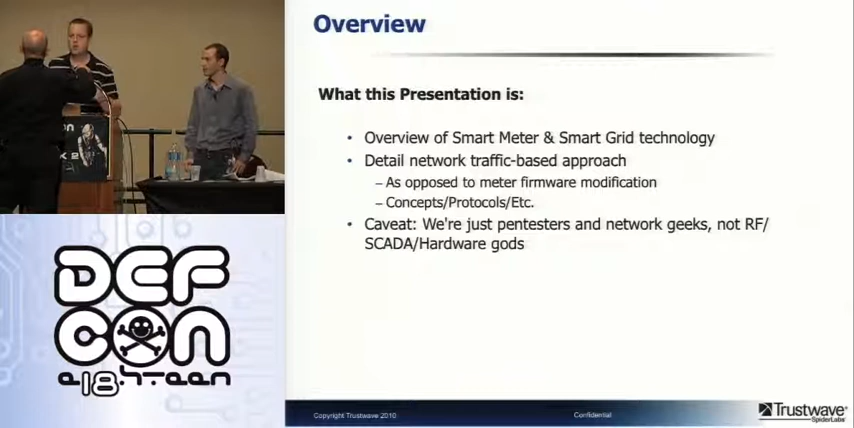 Overview
What this Presentation is:
• Overview of Smart Meter & Smart Grid technology
• Detail network traffic-based approach
– As opposed to meter firmware modification
– Concepts/Protocols/Etc.
• Caveat: We're just pentesters and network geeks, not RF/
SCADA/Hardware gods
DEF
CON
e18.hteen
Copyright Trustwave 2010
Confidential
Trustwave®
SpiderLabs®